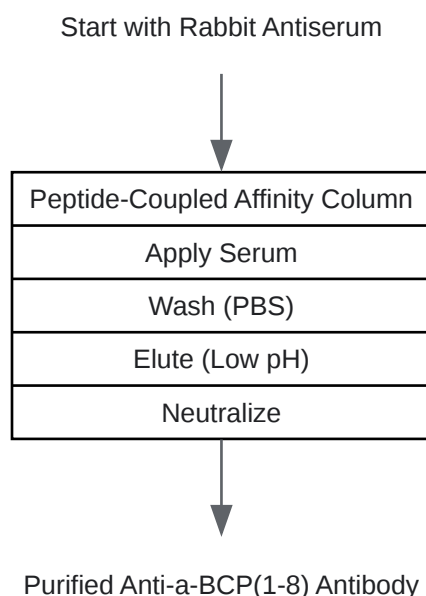 Start with Rabbit Antiserum
Peptide-Coupled Affinity Column
Apply Serum
Wash (PBS)
Elute (Low pH)
Neutralize
Purified Anti-a-BCP(1-8) Antibody